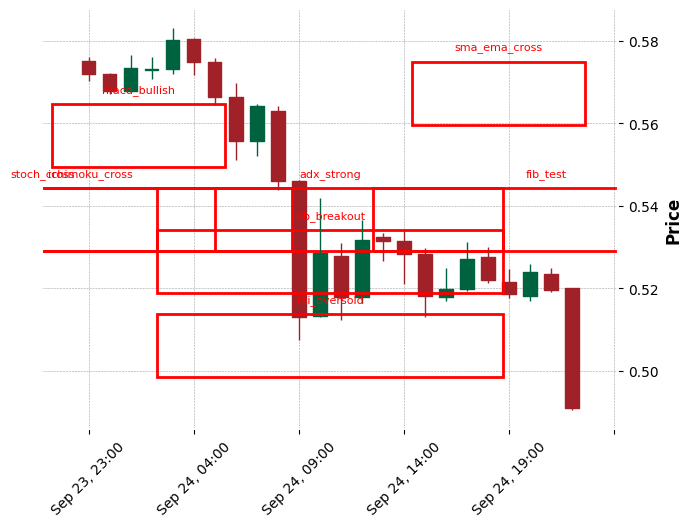 0.58
sma_ema_cross
macd_bullish
0.56
stoch_cross
ichimoku_cross
adx_strong
fib_test
0.54
Price
0.52
rsi_oversold
0.50
Sep 23, 23:00
Sep 24, 04:00
Sep 24, 09:00
Sep 24, 14:00
Sep 24, 19:00